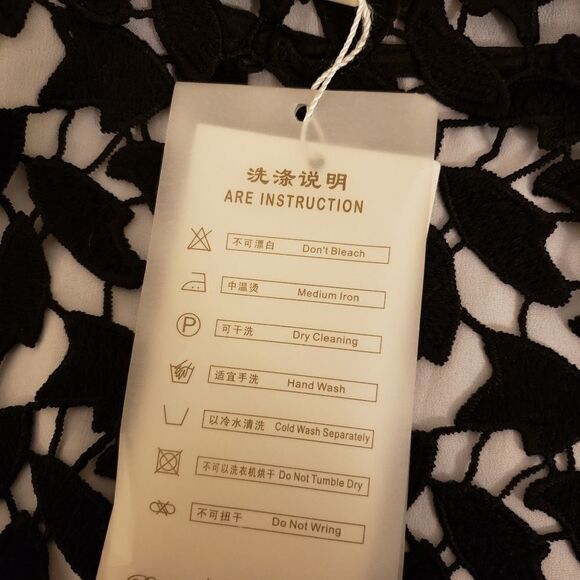 洗涤说明
ARE INSTRUCTION
不可漂白 Don't Bleach
中温烫 Medium Iron
P 可干洗 Dry Cleaning
适宜手洗 Hand Wash
以冷水清洗 Cold Wash Separately
不可以洗衣机烘干 Do Not Tumble Dry
不可扭干 Do Not Wring